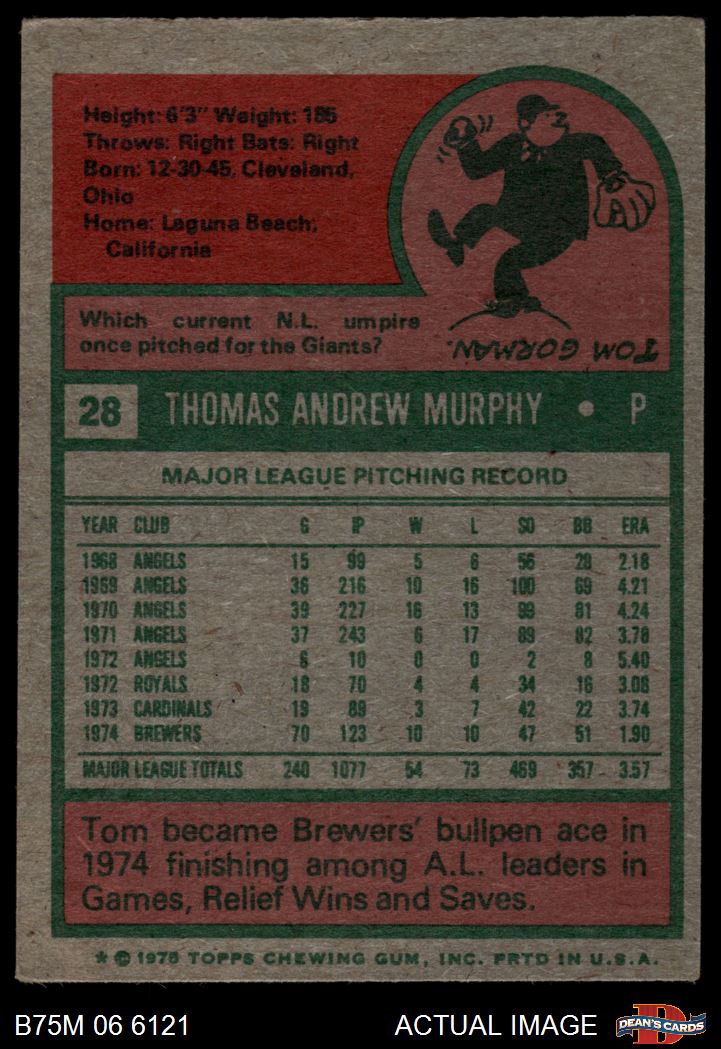 Height: 6'3" Weight: 185
Throws: Right Bats: Right
Born: 12-30-45, Cleveland,
Ohio
Home: Laguna Beach,
California
P
Which current N.L. umpire
once pitched for the Giants?
TOM GORMAN.
28 THOMAS ANDREW MURPHY • P
MAJOR LEAGUE PITCHING RECORD
YEAR CLUB G IP W L SO BB ERA
1968 ANGELS 15 99 5 6 56 28 2.18
1969 ANGELS 36 216 10 16 100 69 4.21
1970 ANGELS 39 227 16 13 99 81 4.24
1971 ANGELS 37 243 6 17 89 82 3.78
1972 ANGELS 6 10 0 0 2 8 5.40
1972 ROYALS 18 70 4 4 34 16 3.08
1973 CARDINALS 19 89 3 7 42 22 3.74
1974 BREWERS 70 123 10 10 47 51 1.90
MAJOR LEAGUE TOTALS 240 1077 54 73 469 357 3.57
Tom became Brewers' bullpen ace in
1974 finishing among A.L. leaders in
Games, Relief Wins and Saves.
* © 1975 TOPPS CHEWING GUM, INC. PRTD IN U.S.A.
B75M 06 6121 ACTUAL IMAGE D DEAN'S CARDS